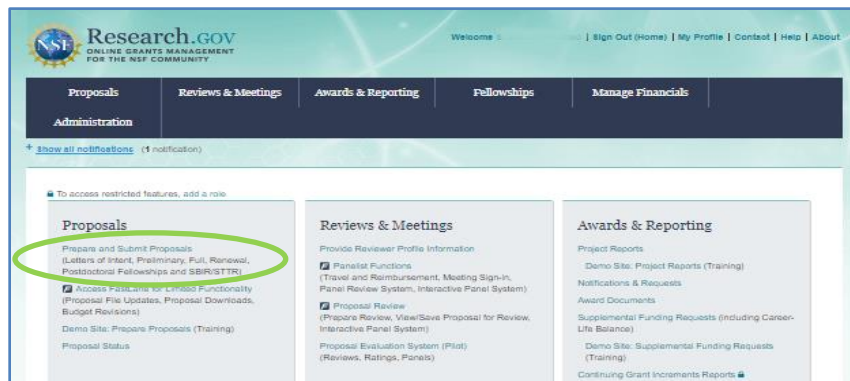 NSF
Research.gov
ONLINE GRANTS MANAGEMENT
FOR THE NSF COMMUNITY
Welcome | Sign Out (Home) | My Profile | Contact | Help | About
Proposals Reviews & Meetings Awards & Reporting Fellowships Manage Financials
Administration
+ Show all notifications (1 notification)
To access restricted features, add a role
Proposals
Prepare and Submit Proposals
(Letters of Intent, Preliminary, Full, Renewal,
Postdoctoral Fellowships and SBIR/STTR)
Access FastLane for Limited Functionality
(Proposal File Updates, Proposal Downloads,
Budget Revisions)
Demo Site: Prepare Proposals (Training)
Proposal Status
Reviews & Meetings
Provide Reviewer Profile Information
Panelist Functions
(Travel and Reimbursement, Meeting Sign-In,
Panel Review System, Interactive Panel System)
Proposal Review
(Prepare Review, View/Save Proposal for Review,
Interactive Panel System)
Proposal Evaluation System (Pilot)
(Reviews, Ratings, Panels)
Awards & Reporting
Project Reports
Demo Site: Project Reports (Training)
Notifications & Requests
Award Documents
Supplemental Funding Requests (including Career-
Life Balance)
Demo Site: Supplemental Funding Requests
(Training)
Continuing Grant Increments Reports